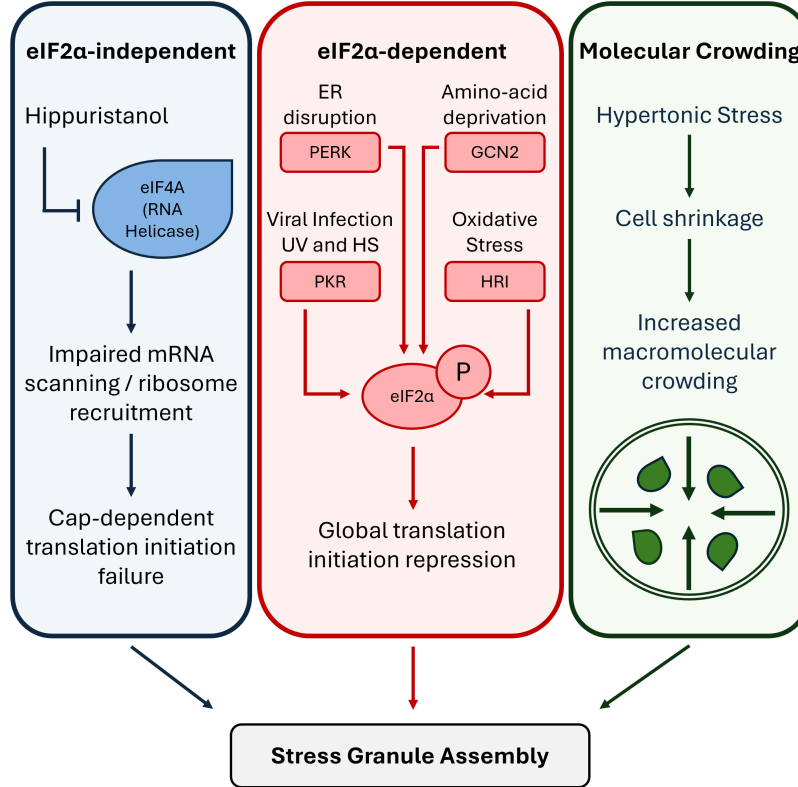 eIF2α-independent
Hippuristanol
eIF4A
(RNA
Helicase)
Impaired mRNA
scanning / ribosome
recruitment
Cap-dependent
translation initiation
failure
eIF2α-dependent
ER
disruption
PERK
Amino-acid
deprivation
GCN2
Viral Infection
UV and HS
PKR
Oxidative
Stress
HRI
P
eIF2α
Global translation
initiation repression
Molecular Crowding
Hypertonic Stress
Cell shrinkage
Increased
macromolecular
crowding
Stress Granule Assembly